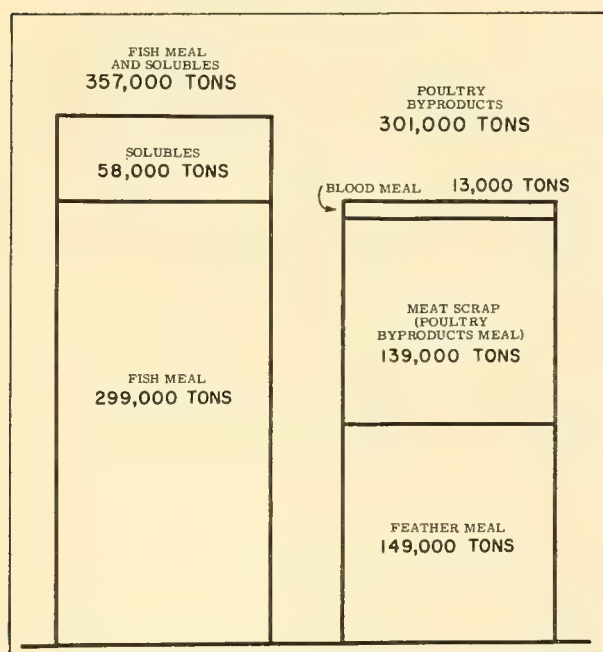 FISH MEAL
AND SOLUBLES
357,000 TONS
SOLUBLES
58,000 TONS
FISH MEAL
299,000 TONS
POULTRY
BYPRODUCTS
301,000 TONS
BLOOD MEAL 13,000 TONS
MEAT SCRAP
(POULTRY
BYPRODUCTS MEAL)
139,000 TONS
FEATHER MEAL
149,000 TONS